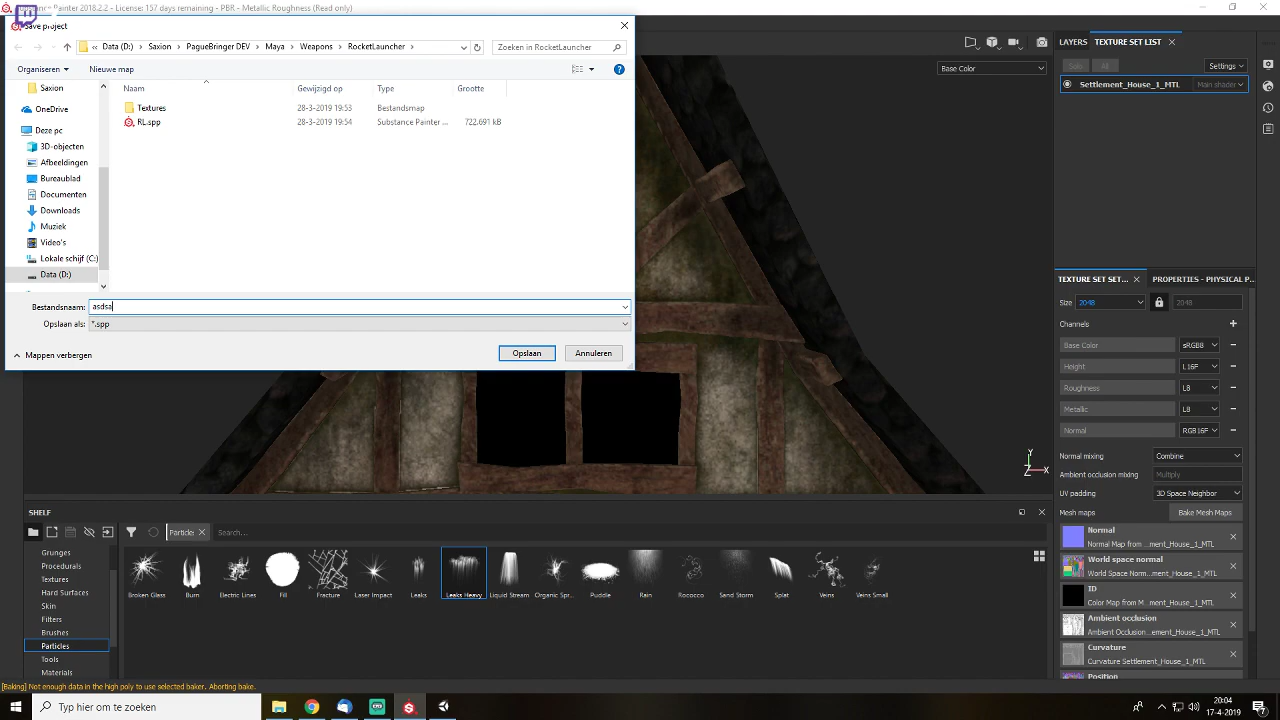 Painter 2018.2.2 - License: 157 days remaining - PBR - Metallic Roughness (Read only)
Save project
« Data (D:) > Saxion > PagueBringer DEV > Maya > Weapons > RocketLauncher >
Zoeken in RocketLauncher
Organiseren
Nieuwe map
Naam
Gewijzigd op
Type
Grootte
Saxion
OneDrive
Deze pc
3D-objecten
Afbeeldingen
Bureaublad
Documenten
Downloads
Muziek
Video's
Lokale schijf (C:)
Data (D:)
Textures
28-3-2019 19:53
Bestandsmap
RL.spp
28-3-2019 19:54
Substance Painter ...
722.691 kB
Bestandsnaam:
asdsa
Opslaan als:
*.spp
Mappen verbergen
Opslaan
Annuleren
Base Color
LAYERS
TEXTURE SET LIST
Solo
All
Settings
Settlement_House_1_MTL
Main shader
TEXTURE SET SET...
PROPERTIES - PHYSICAL P...
Size
2048
2048
Channels
Base Color
sRGB8
Height
L16F
Roughness
L8
Metallic
L8
Normal
RGB16F
Normal mixing
Combine
Ambient occlusion mixing
Multiply
UV padding
3D Space Neighbor
Mesh maps
Bake Mesh Maps
Normal
Normal Map from ...ment_House_1_MTL
World space normal
World Space Norm...ment_House_1_MTL
ID
Color Map from M...ment_House_1_MTL
Ambient occlusion
Ambient Occlusion...ement_House_1_MTL
Curvature
Curvature Settlement_House_1_MTL
Position
Y
Z
X
SHELF
Particle
Search...
Grunges
Procedurals
Textures
Hard Surfaces
Skin
Filters
Brushes
Particles
Tools
Materials
Broken Glass
Burn
Electric Lines
Fill
Fracture
Laser Impact
Leaks
Leaks Heavy
Liquid Stream
Organic Spr...
Puddle
Rain
Rococco
Sand Storm
Splat
Veins
Veins Small
[Baking] Not enough data in the high poly to use selected baker. Aborting bake.
Typ hier om te zoeken
20:04
17-4-2019